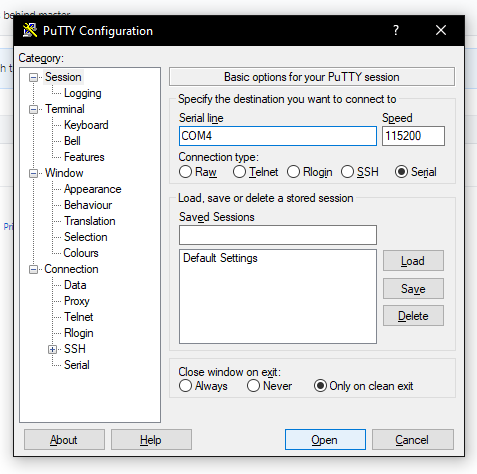 behind master
PuTTY Configuration
?
Category:
Session
Logging
Terminal
Keyboard
Bell
Features
Window
Appearance
Behaviour
Translation
Selection
Colours
Connection
Data
Proxy
Telnet
Rlogin
SSH
Serial
Basic options for your PuTTY session
Specify the destination you want to connect to
Serial line Speed
COM4 115200
Connection type:
Raw Telnet Rlogin SSH Serial
Load, save or delete a stored session
Saved Sessions
Default Settings
Load
Save
Delete
Close window on exit:
Always Never Only on clean exit
About Help Open Cancel